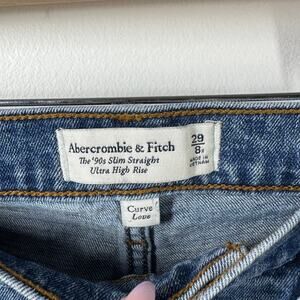 Abercrombie & Fitch
The '90s Slim Straight
Ultra High Rise
29
8s
MADE IN
VIETNAM
Curve
Love